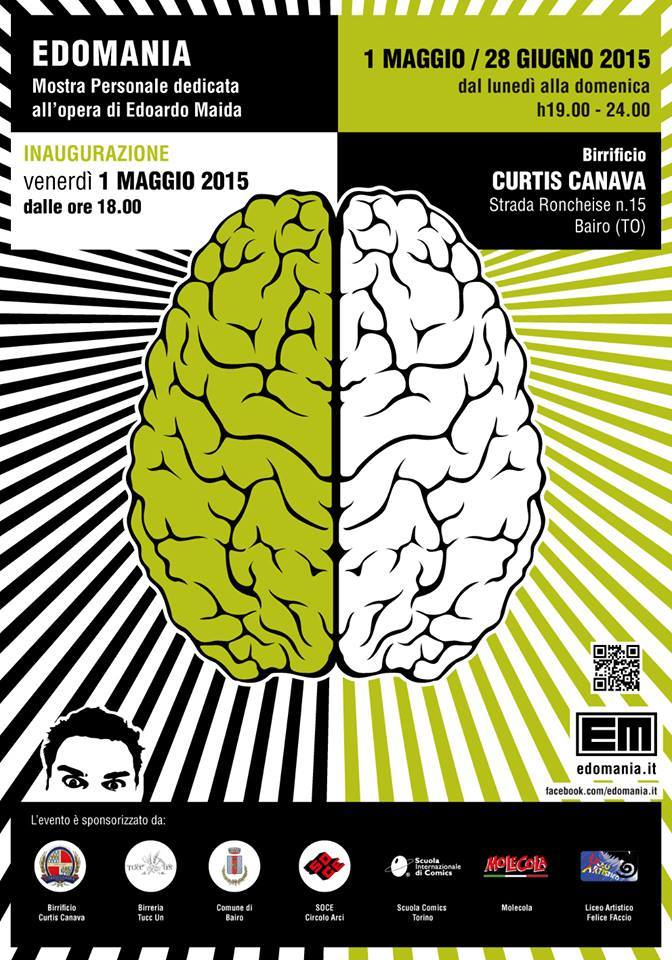 EDOMANIA
Mostra Personale dedicata
all'opera di Edoardo Maida
1 MAGGIO / 28 GIUGNO 2015
dal lunedì alla domenica
h19.00 - 24.00
INAUGURAZIONE
venerdì 1 MAGGIO 2015
dalle ore 18.00
Birrificio
CURTIS CANAVA
Strada Roncheise n.15
Bairo (TO)
EM
edomania.it
facebook.com/edomania.it
L'evento è sponsorizzato da:
SOCE
Scuola
Internazionale
di Comics
MOLECOLA
Birrificio
Curtis Canava
Birreria
Tucc Un
Comune di
Bairo
SOCE
Circolo Arci
Scuola Comics
Torino
Molecola
Liceo Artistico
Felice FAccio